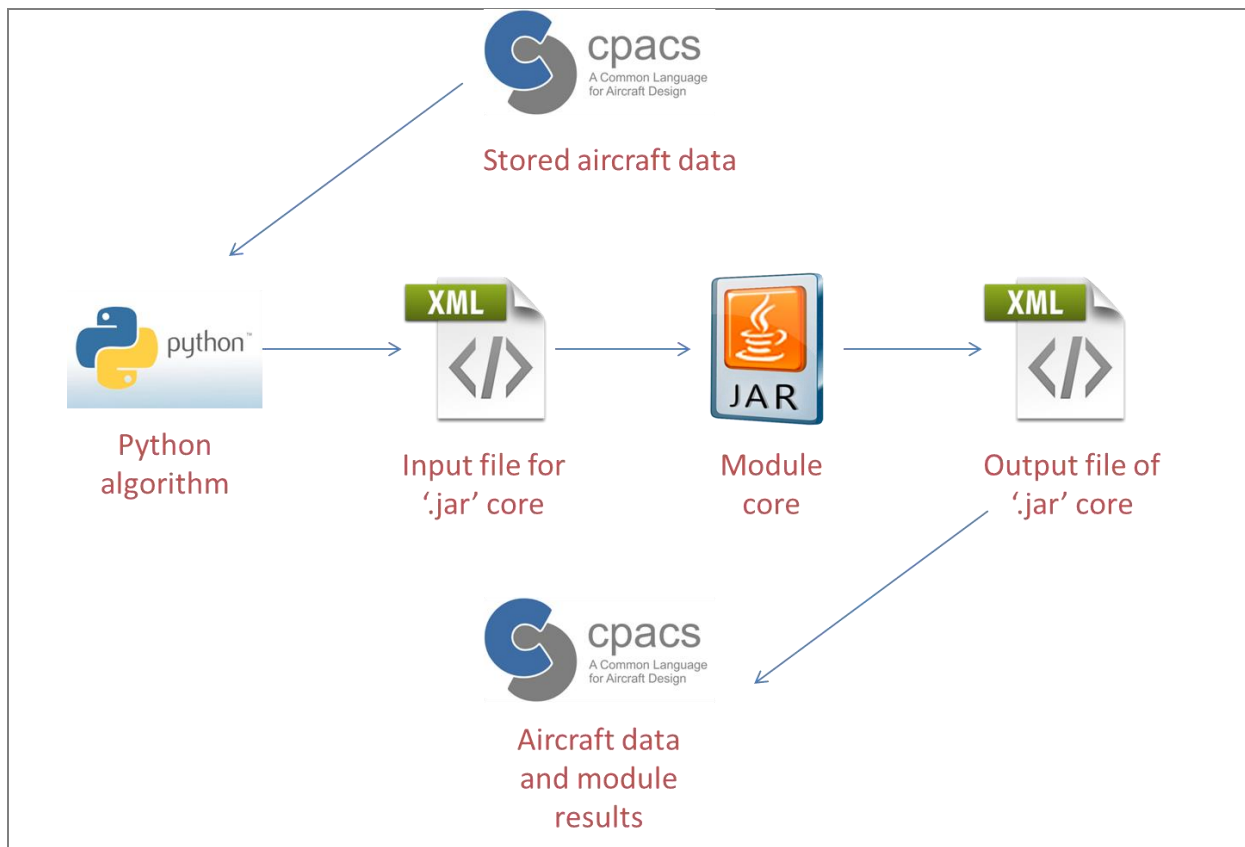 cpacs
A Common Language
for Aircraft Design
Stored aircraft data
python™
XML
JAR
XML
Python
algorithm
Input file for
‘.jar’ core
Module
core
Output file of
‘.jar’ core
cpacs
A Common Language
for Aircraft Design
Aircraft data
and module
results